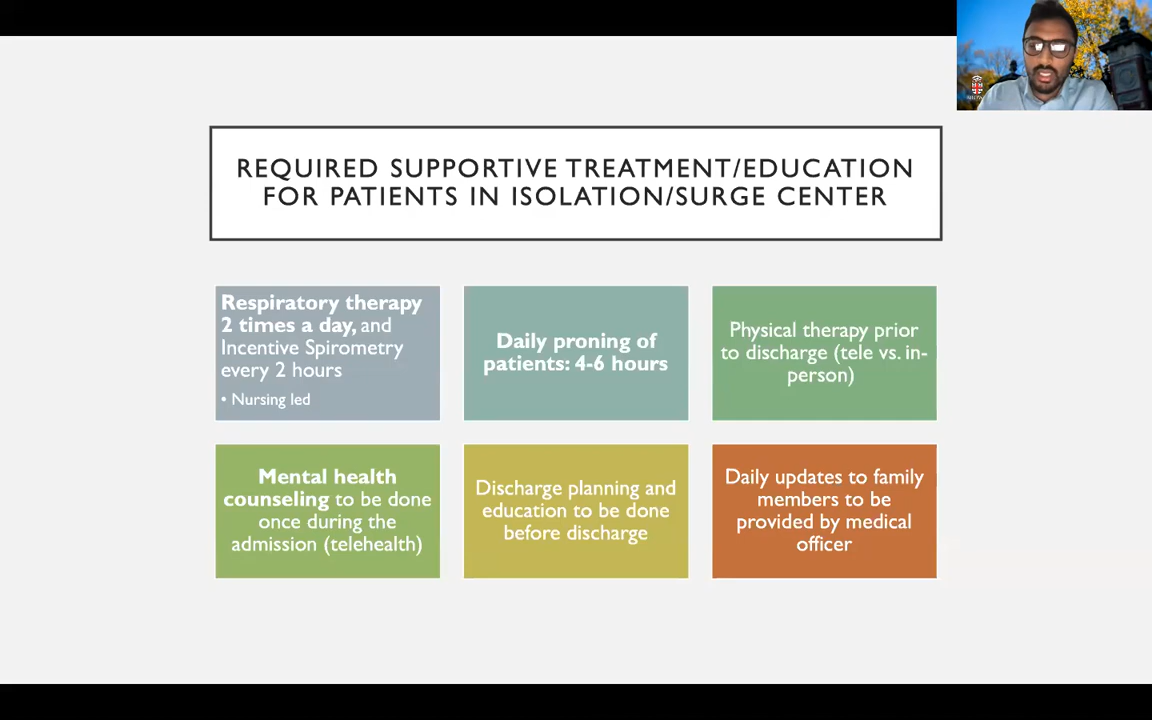 REQUIRED SUPPORTIVE TREATMENT/EDUCATION
FOR PATIENTS IN ISOLATION/SURGE CENTER
Respiratory therapy
2 times a day, and
Incentive Spirometry
every 2 hours
• Nursing led
Daily proning of
patients: 4-6 hours
Physical therapy prior
to discharge (tele vs. in-
person)
Mental health
counseling to be done
once during the
admission (telehealth)
Discharge planning and
education to be done
before discharge
Daily updates to family
members to be
provided by medical
officer